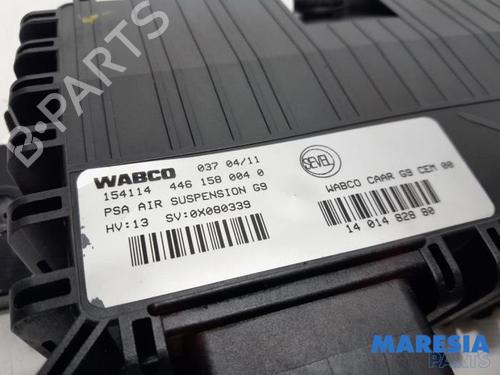 WABCO 037 04/11
154114 446 158 004 0
PSA AIR SUSPENSION G9
HV:13 SV:0X080339
SEVEL
WABCO CAAR G9 CEM 00
14 014 828 80
B-PARTS
MARESIA
PARTS